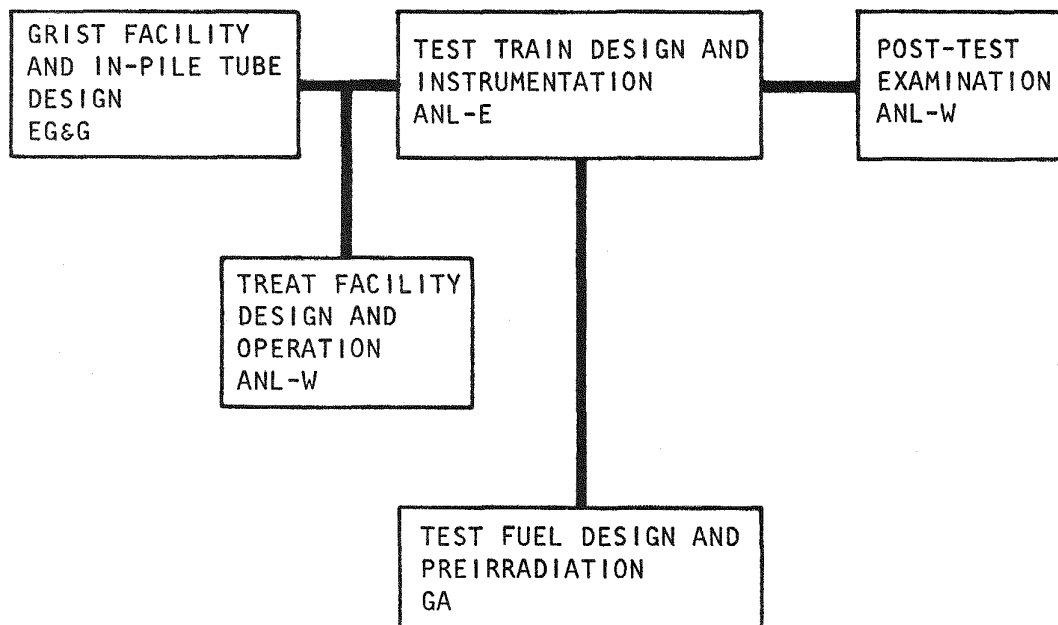 GRIST FACILITY
AND IN-PILE TUBE
DESIGN
EG&G
TEST TRAIN DESIGN AND
INSTRUMENTATION
ANL-E
POST-TEST
EXAMINATION
ANL-W
TREAT FACILITY
DESIGN AND
OPERATION
ANL-W
TEST FUEL DESIGN AND
PREIRRADIATION
GA